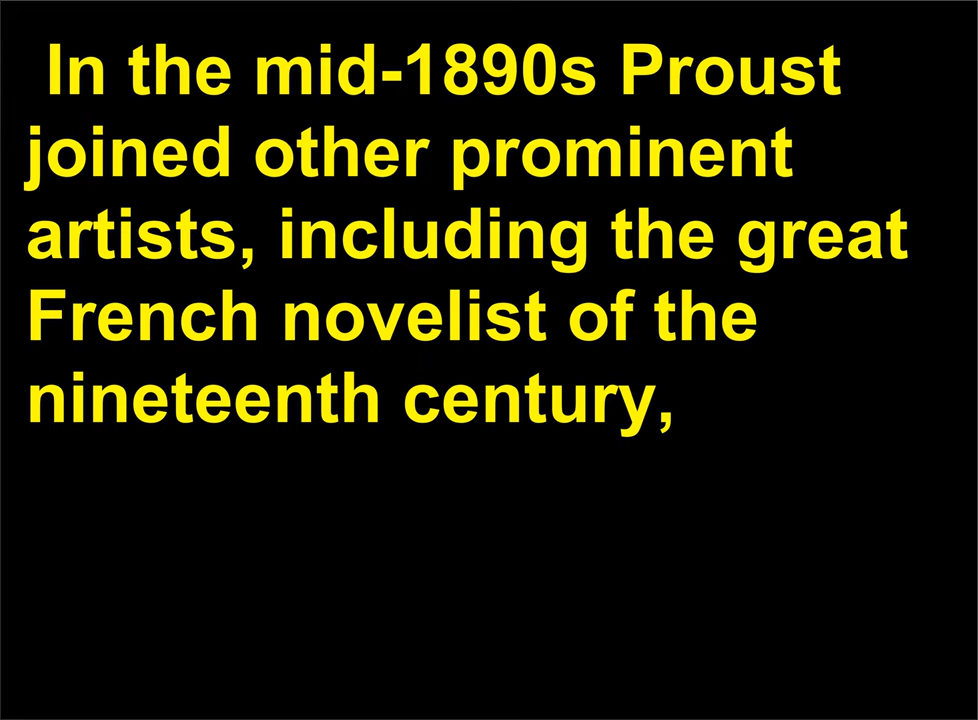 In the mid-1890s Proust
joined other prominent
artists, including the great
French novelist of the
nineteenth century,